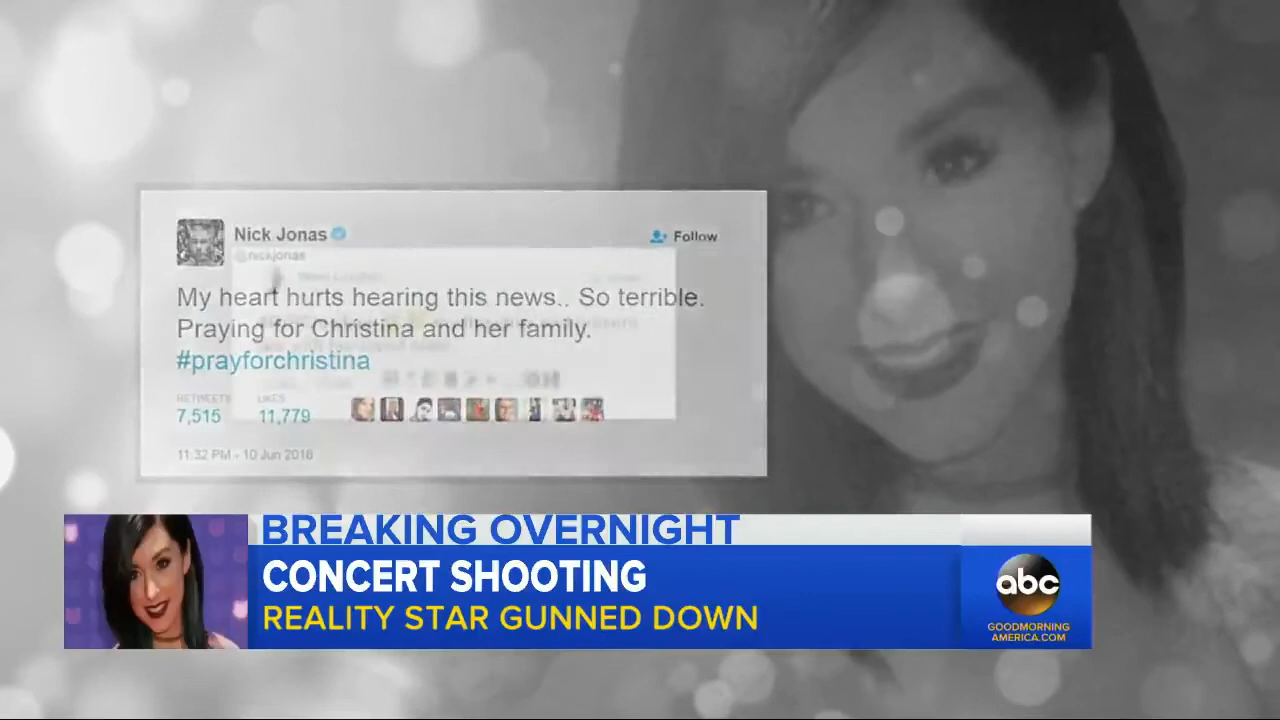 Nick Jonas
@nickjonas
Follow
My heart hurts hearing this news.. So terrible.
Praying for Christina and her family.
#prayforchristina
RETWEETS
LIKES
7,515
11,779
11:32 PM - 10 Jun 2016
BREAKING OVERNIGHT
CONCERT SHOOTING
REALITY STAR GUNNED DOWN
abc
GOODMORNING
AMERICA.COM